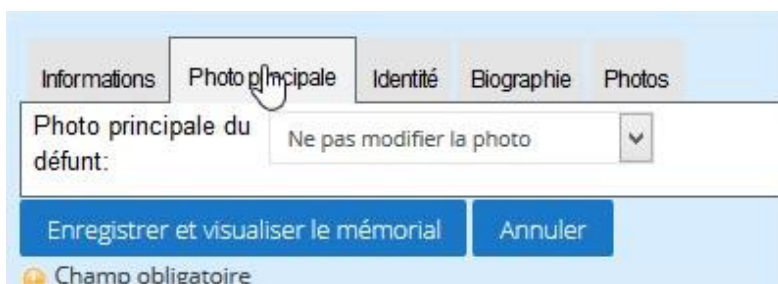 Informations Photo principale Identité Biographie Photos
Photo principale du
défunt:
Ne pas modifier la photo
Enregistrer et visualiser le mémorial Annuler
Champ obligatoire